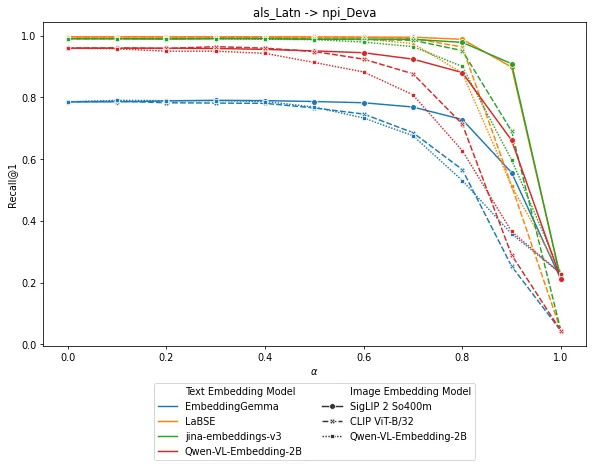 als_Latn -> npi_Deva
Recall@1
1.0
0.8
0.6
0.4
0.2
0.0
0.0 0.2 0.4 0.6 0.8 1.0
α
Text Embedding Model Image Embedding Model
EmbeddingGemma SigLIP 2 So400m
LaBSE CLIP ViT-B/32
jina-embeddings-v3 Qwen-VL-Embedding-2B
Qwen-VL-Embedding-2B